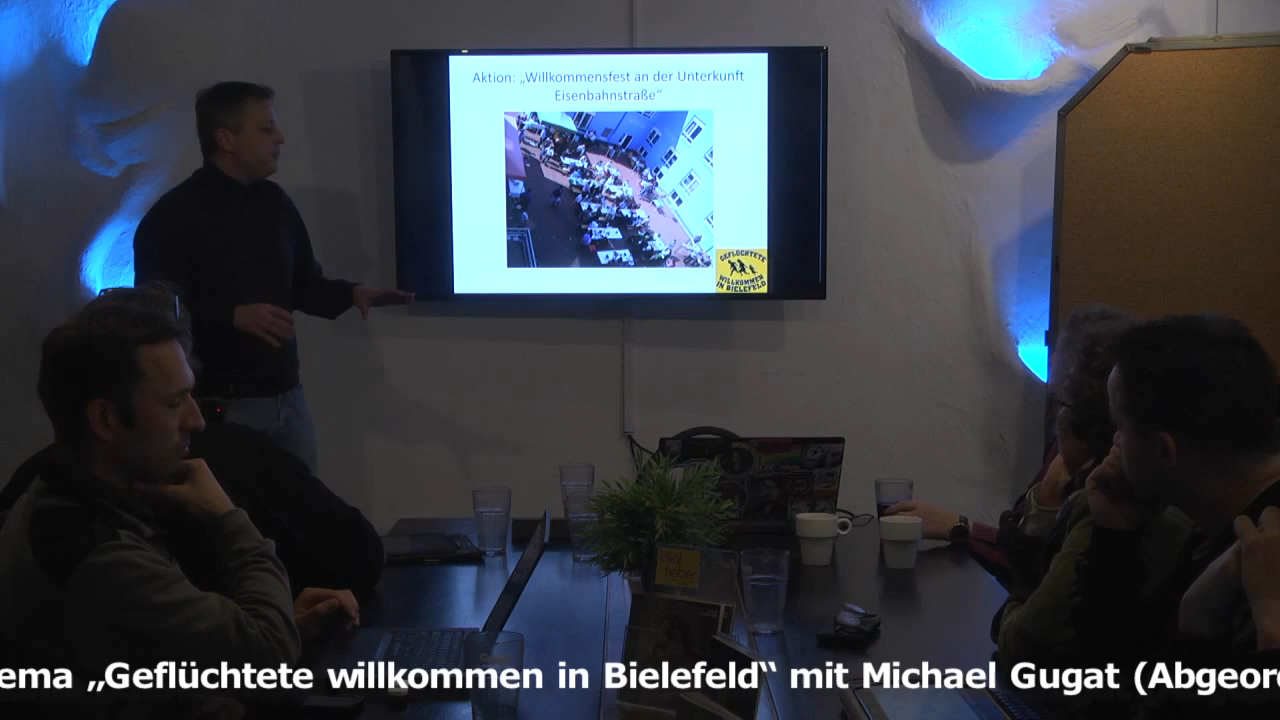 Aktion: „Willkommensfest an der Unterkunft
Eisenbahnstraße“
GEFLÜCHTETE
WILLKOMMEN
IN BIELEFELD
ema „Geflüchtete willkommen in Bielefeld“ mit Michael Gugat (Abgeor